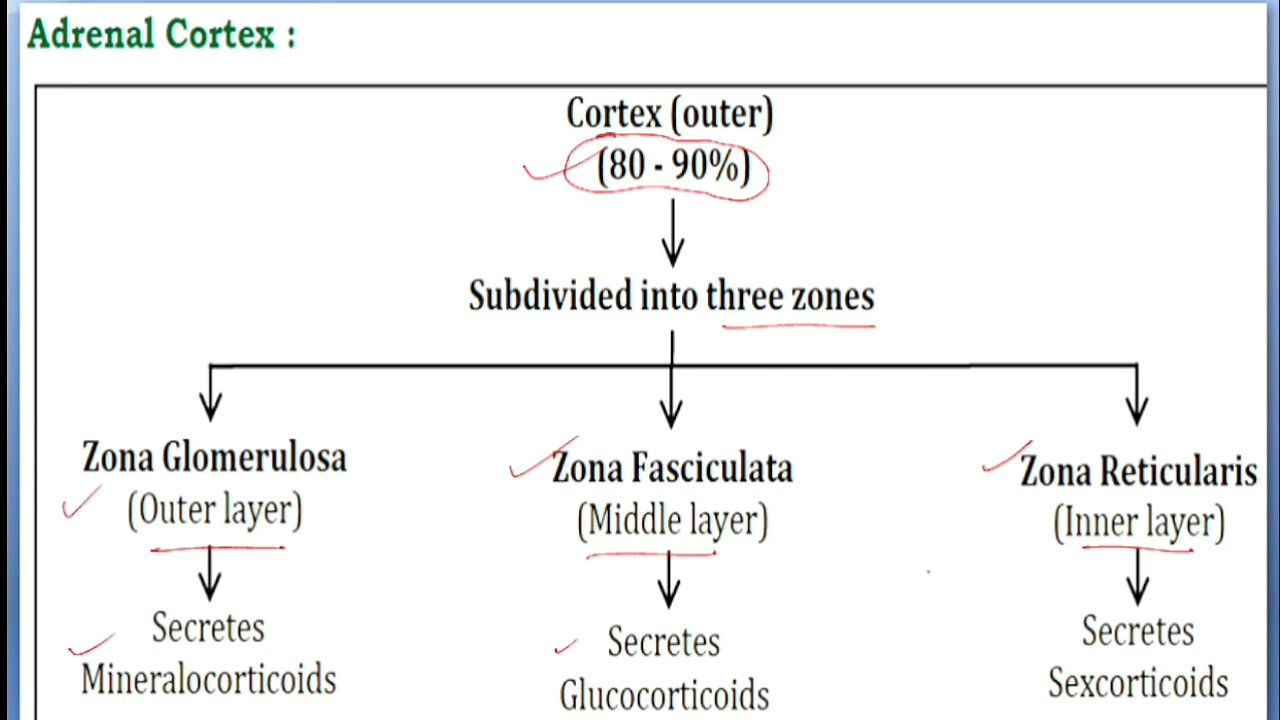 Adrenal Cortex :
Cortex (outer)
(80 - 90%)
Subdivided into three zones
Zona Glomerulosa
(Outer layer)
Secretes
Mineralocorticoids
Zona Fasciculata
(Middle layer)
Secretes
Glucocorticoids
Zona Reticularis
(Inner layer)
Secretes
Sexcorticoids